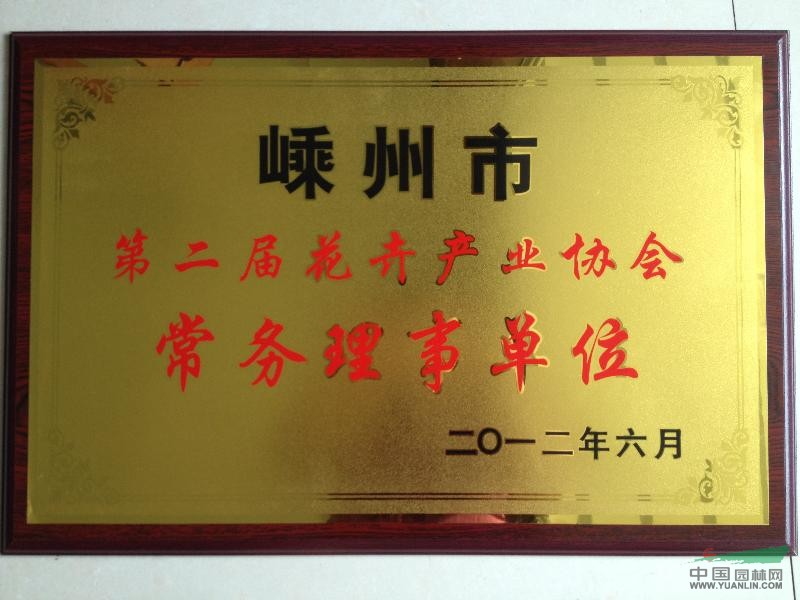 嵊州市
第二届花卉产业协会
常务理事单位
二〇一二年六月
中国园林网
WWW.YUANLIN.COM